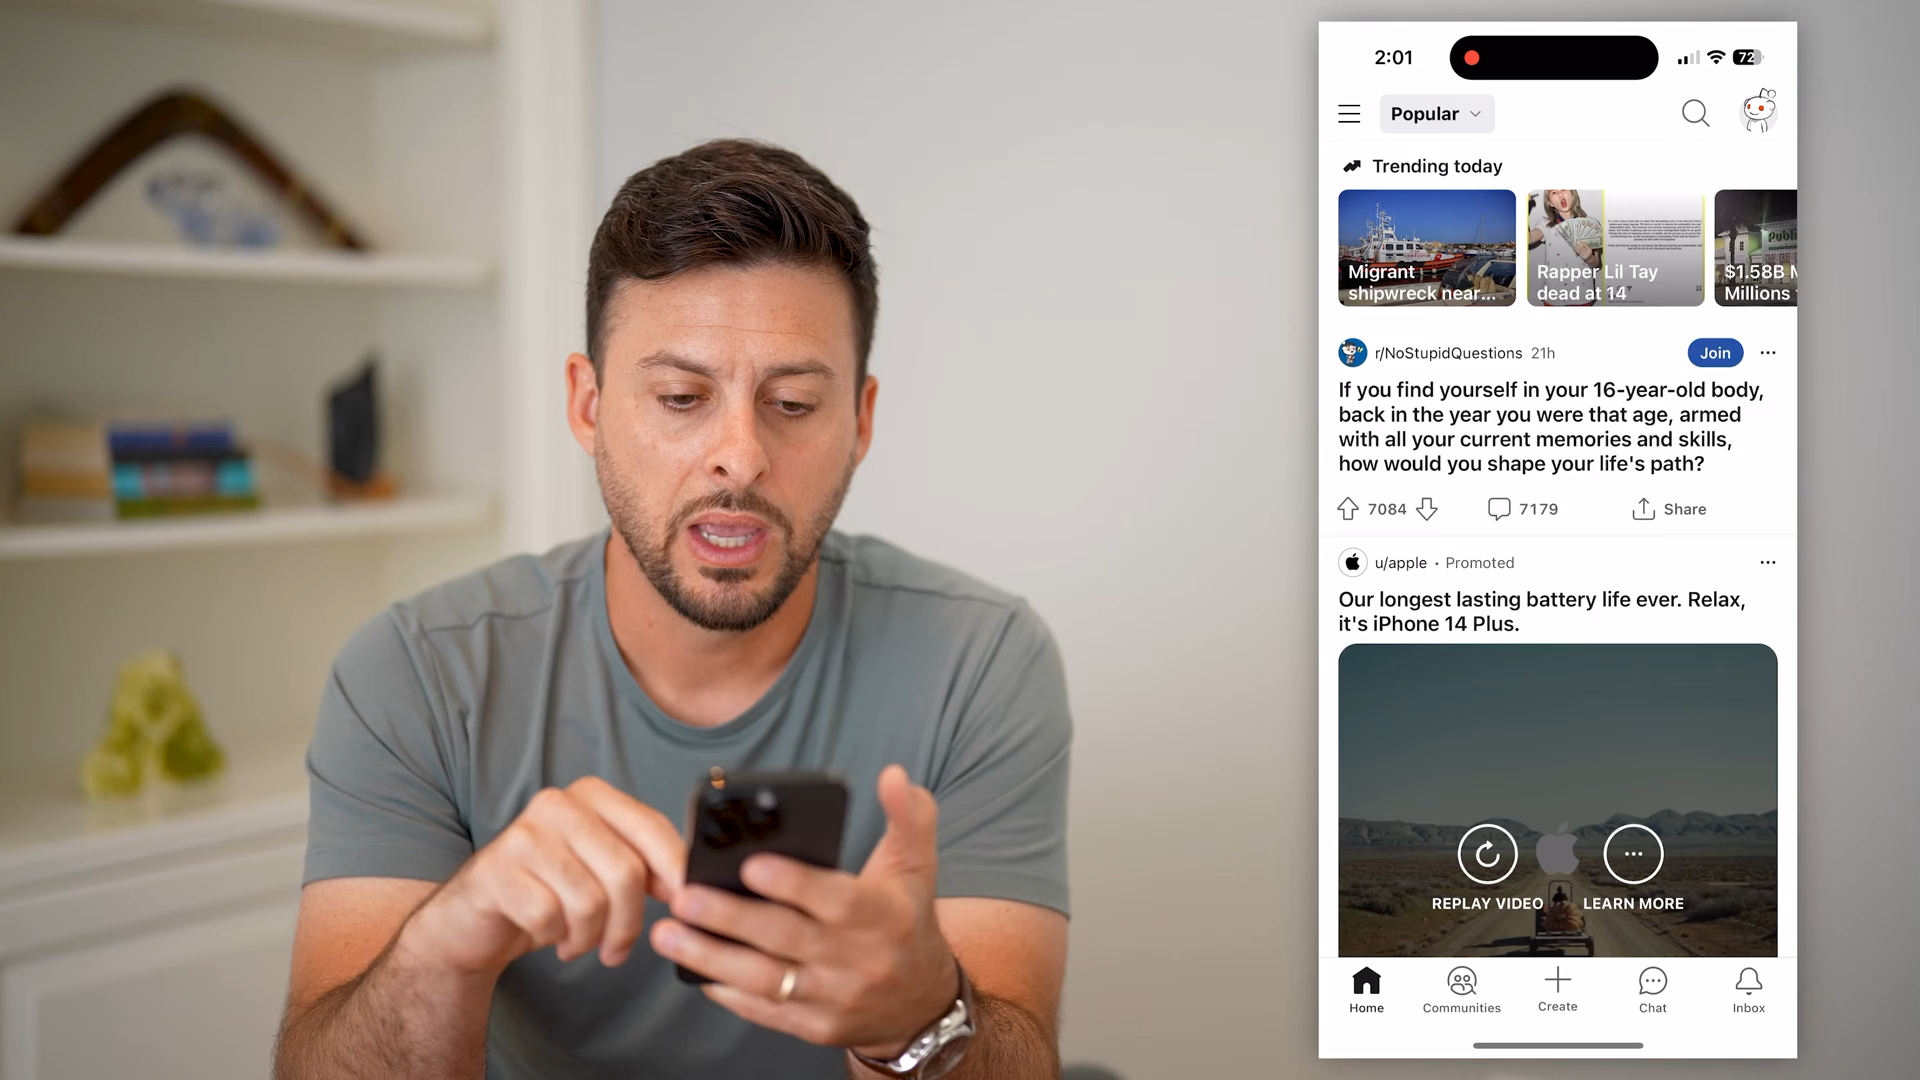 2:01
72
Popular
Trending today
Migrant
shipwreck near...
Rapper Lil Tay
dead at 14
Publi
$1.58B M
Millions
r/NoStupidQuestions 21h
Join
If you find yourself in your 16-year-old body,
back in the year you were that age, armed
with all your current memories and skills,
how would you shape your life's path?
7084
7179
Share
u/apple • Promoted
Our longest lasting battery life ever. Relax,
it's iPhone 14 Plus.
REPLAY VIDEO
LEARN MORE
Home
Communities
Create
Chat
Inbox